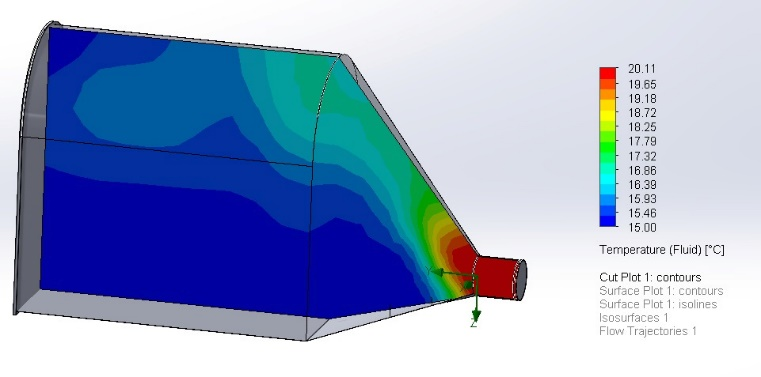 20.11
19.65
19.18
18.72
18.25
17.79
17.32
16.86
16.39
15.93
15.46
15.00
Temperature (Fluid) [°C]
Cut Plot 1: contours
Surface Plot 1: contours
Surface Plot 1: isolines
Isosurfaces 1
Flow Trajectories 1
Z